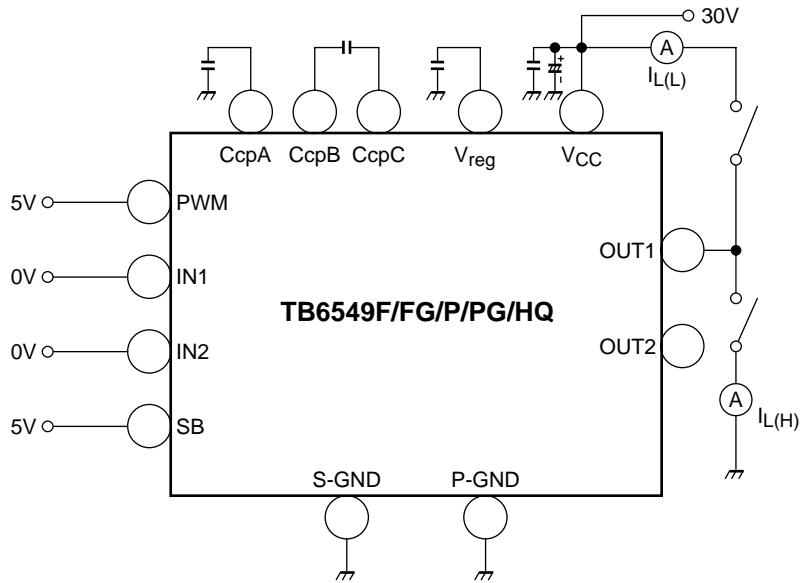 30V
A
IL(L)
+
−
CcpA CcpB CcpC Vreg VCC
5V PWM
OUT1
0V IN1
TB6549F/FG/P/PG/HQ
0V IN2
OUT2
5V SB
A
IL(H)
S-GND P-GND